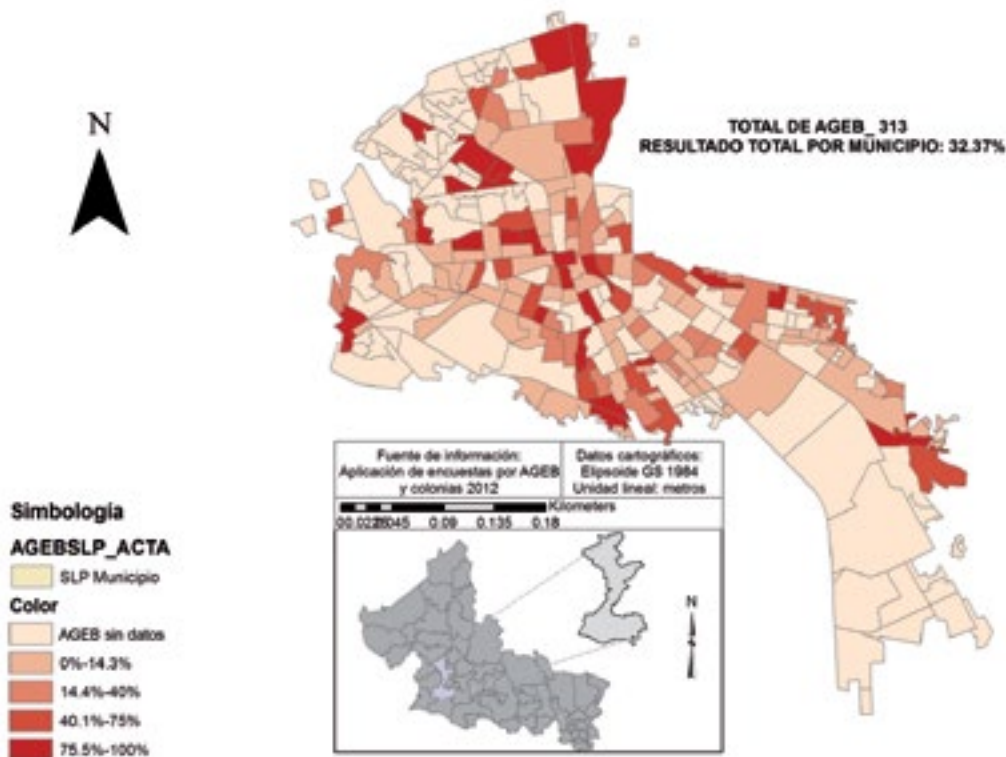 N
TOTAL DE AGEB_ 313
RESULTADO TOTAL POR MUNICIPIO: 32.37%
Fuente de información:
Aplicación de encuestas por AGEB
y colonias 2012
Datos cartográficos:
Elipsoide GS 1984
Unidad lineal: metros
Kilometers
0.09 0.135 0.18
N
Simbología
AGEBSLP_ACTA
SLP Municipio
Color
AGEB sin datos
0%-14.3%
14.4%-40%
40.1%-75%
75.5%-100%